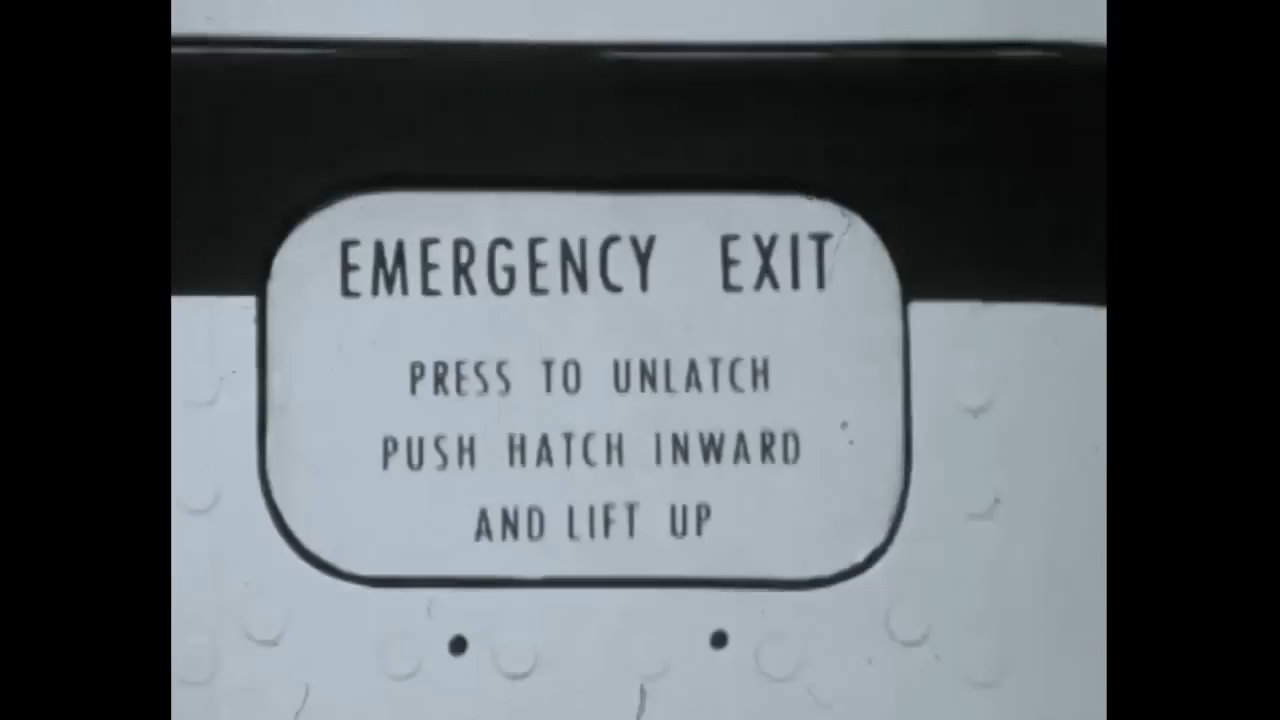 EMERGENCY EXIT
PRESS TO UNLATCH
PUSH HATCH INWARD
AND LIFT UP